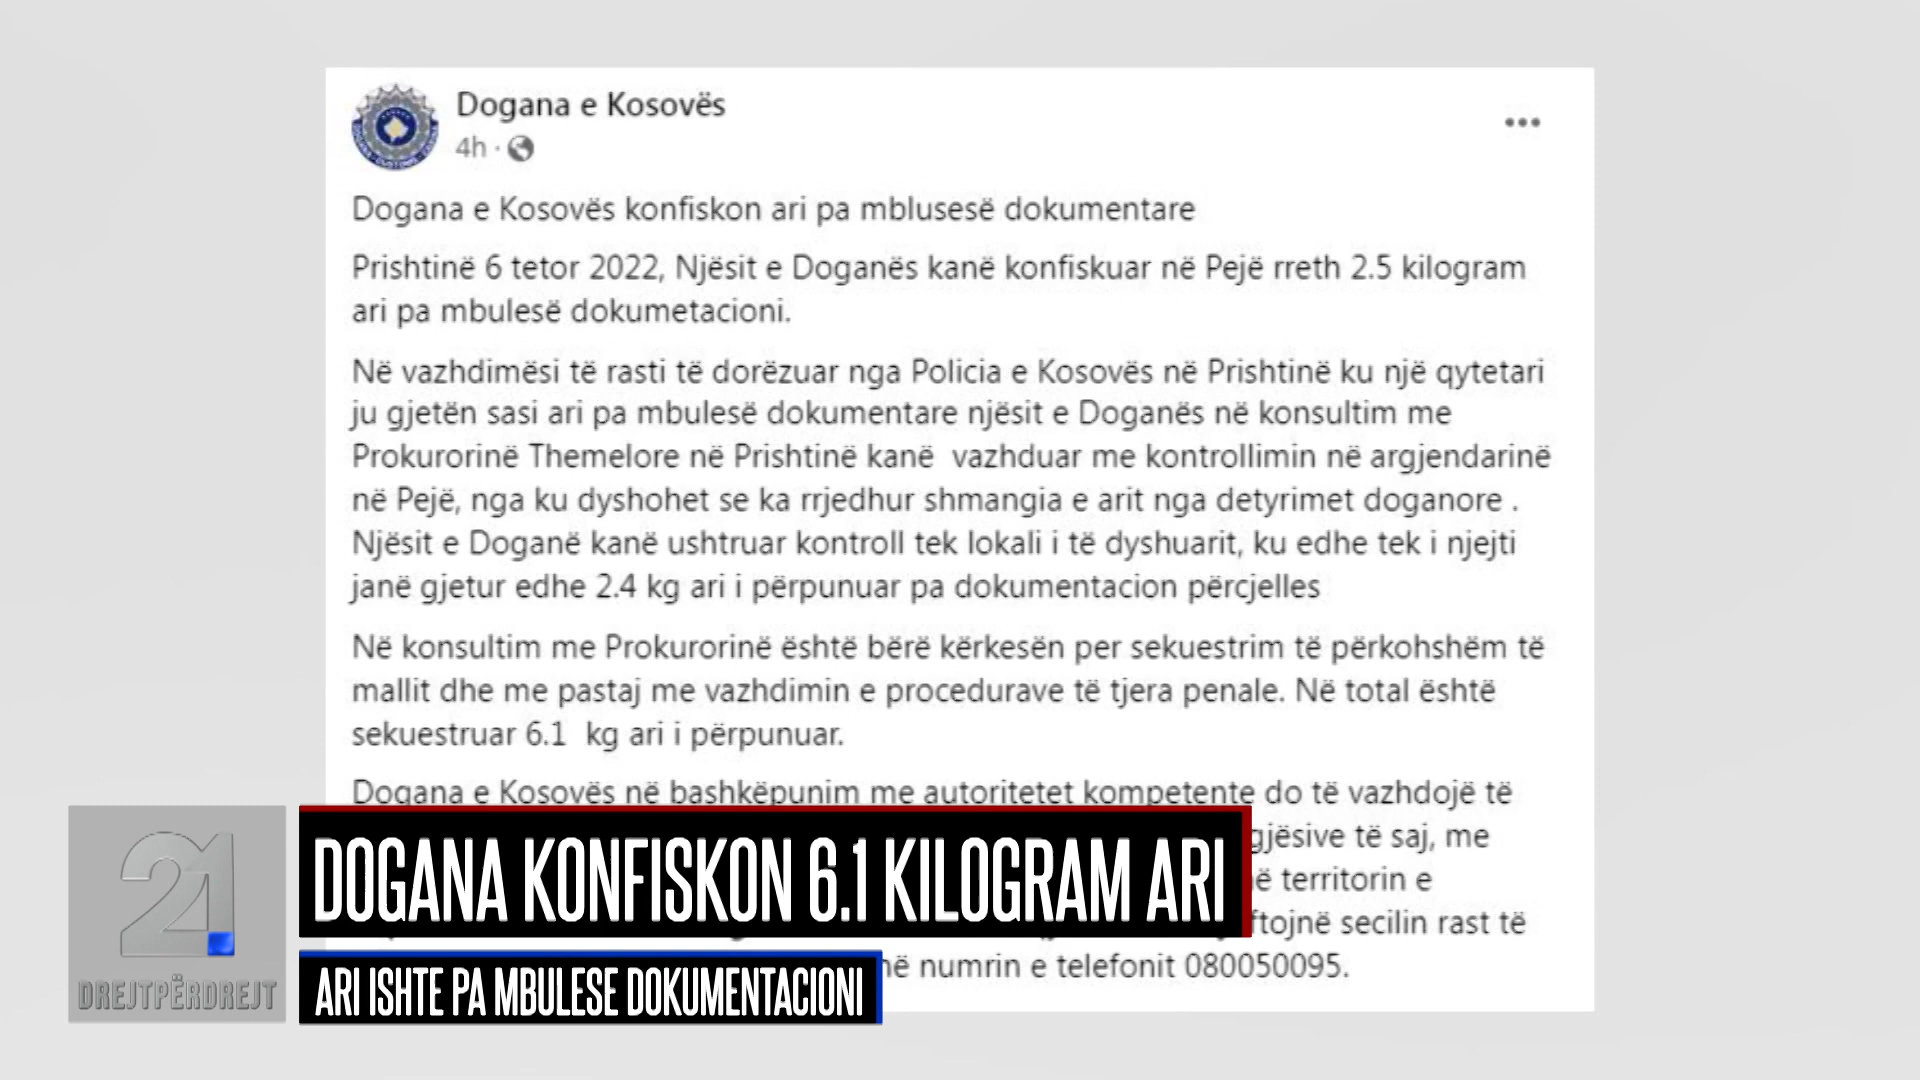 Dogana e Kosovës
4h ·
Dogana e Kosovës konfiskon ari pa mblusesë dokumentare
Prishtinë 6 tetor 2022, Njësit e Doganës kanë konfiskuar në Pejë rreth 2.5 kilogram
ari pa mbulesë dokumetacioni.
Në vazhdimësi të rasti të dorëzuar nga Policia e Kosovës në Prishtinë ku një qytetari
ju gjetën sasi ari pa mbulesë dokumentare njësit e Doganës në konsultim me
Prokurorinë Themelore në Prishtinë kanë  vazhduar me kontrollimin në argjendarinë
në Pejë, nga ku dyshohet se ka rrjedhur shmangia e arit nga detyrimet doganore .
Njësit e Doganë kanë ushtruar kontroll tek lokali i të dyshuarit, ku edhe tek i njejti
janë gjetur edhe 2.4 kg ari i përpunuar pa dokumentacion përcjelles
Në konsultim me Prokurorinë është bërë kërkesën per sekuestrim të përkohshëm të
mallit dhe me pastaj me vazhdimin e procedurave të tjera penale. Në total është
sekuestruar 6.1  kg ari i përpunuar.
Dogana e Kosovës në bashkëpunim me autoritetet kompetente do të vazhdojë të
të saj, me
territorin e
secilin rast të
numrin e telefonit 080050095.
21
DREJTPËRDREJT
DOGANA KONFISKON 6.1 KILOGRAM ARI
ARI ISHTE PA MBULESE DOKUMENTACIONI